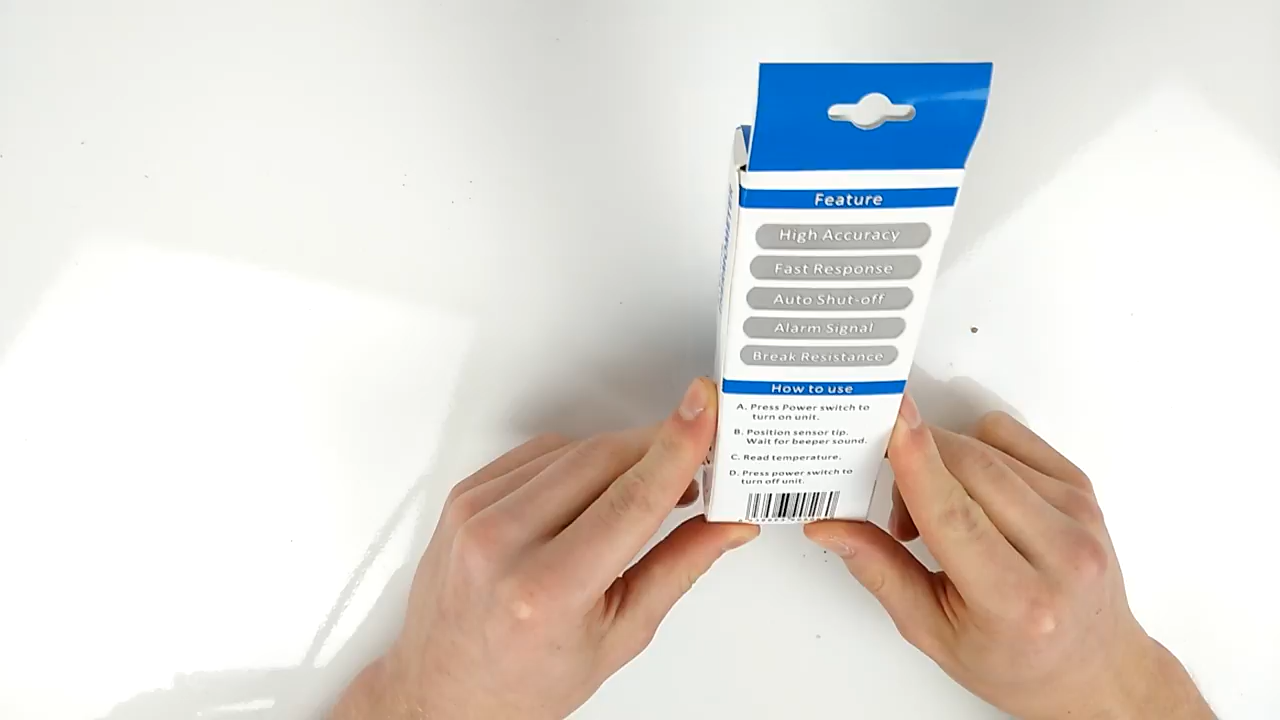 Feature
High Accuracy
Fast Response
Auto Shut-off
Alarm Signal
Break Resistance
How to use
A. Press Power switch to
turn on unit.
B. Position sensor tip.
Wait for beeper sound.
C. Read temperature.
D. Press power switch to
turn off unit.